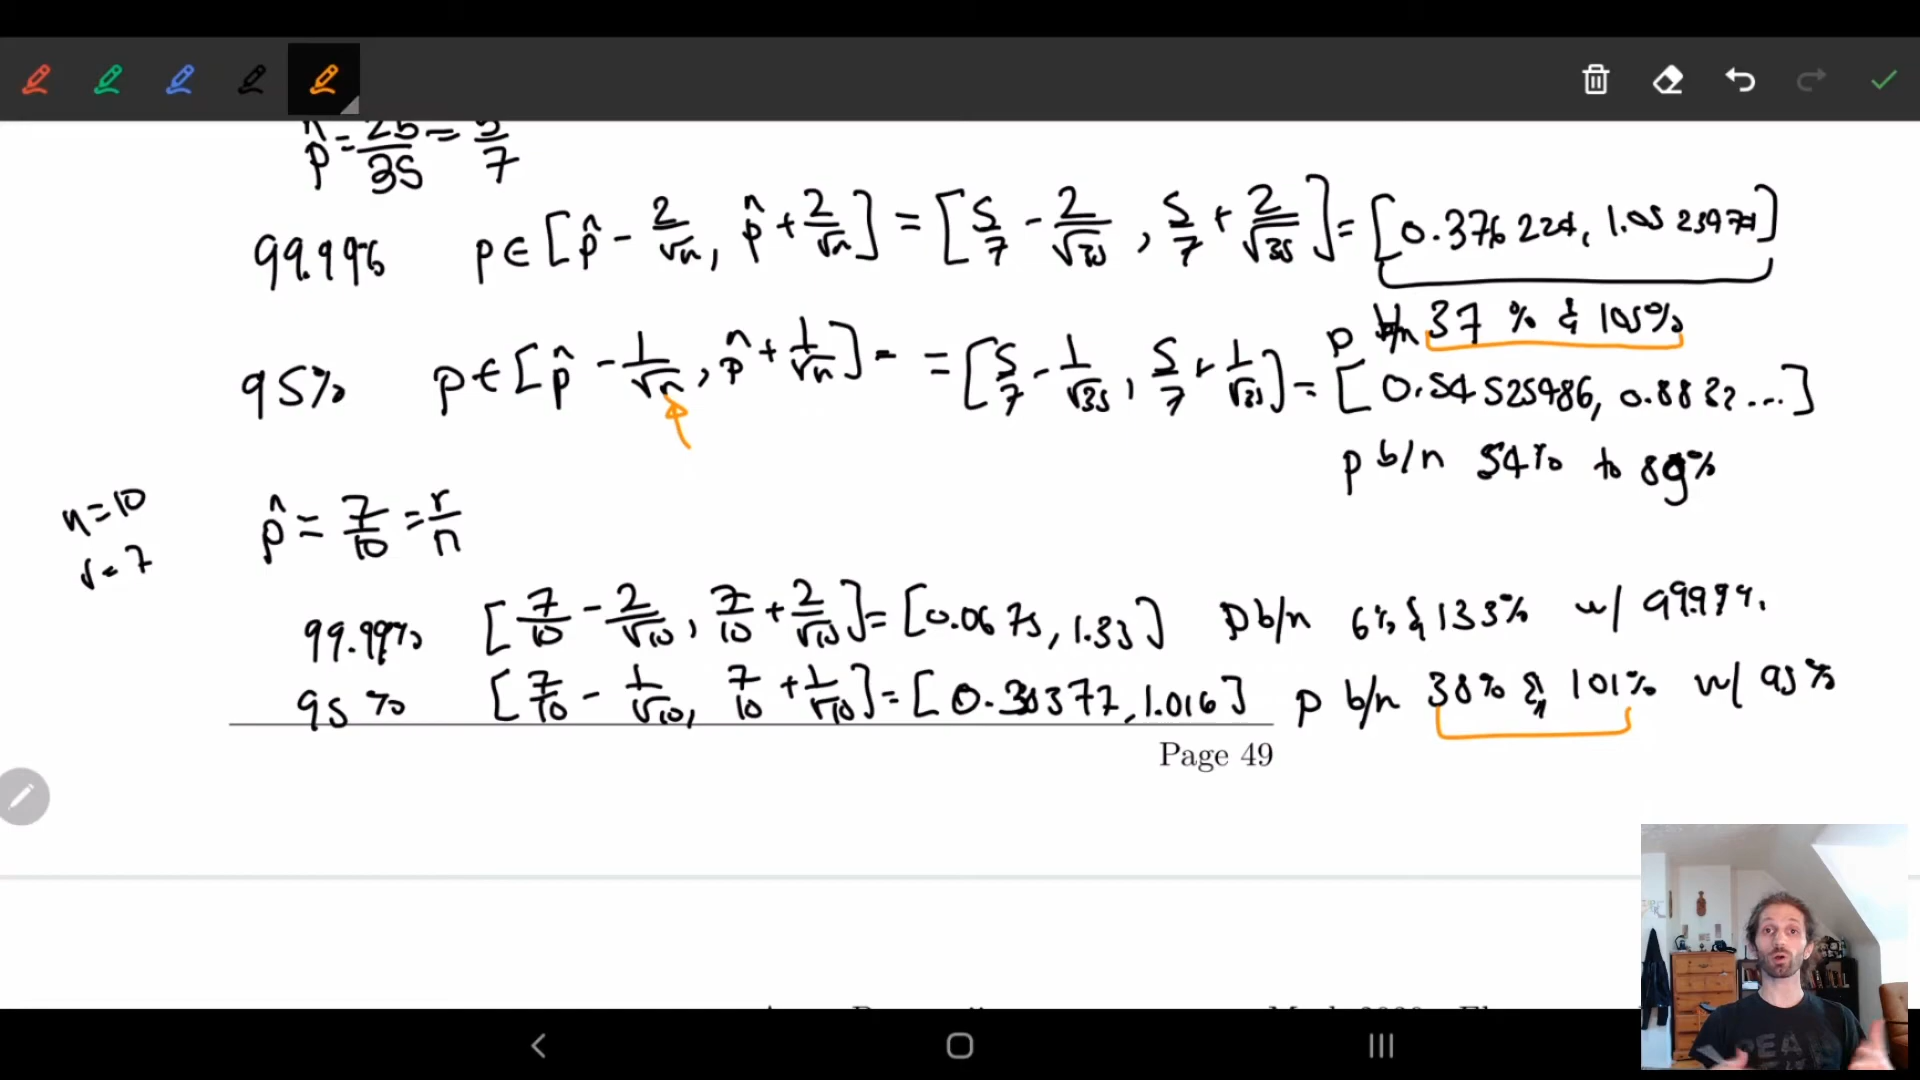 p̂ = 25/35 = 5/7
99.99% p ∈ [p̂ - 2/√n, p̂ + 2/√n] = [5/7 - 2/√35, 5/7 + 2/√35] = [0.376224, 1.0523474]
p b/n 37% & 105%
95% p ∈ [p̂ - 1/√n, p̂ + 1/√n] = = [5/7 - 1/√35, 5/7 + 1/√35] = [0.54525486, 0.8832...]
p b/n 54% to 89%
n=10
r=7
p̂ = 7/10 = r/n
99.99% [7/10 - 2/√10, 7/10 + 2/√10] = [0.0675, 1.33] p b/n 6% & 133% w/ 99.99%
95% [7/10 - 1/√10, 7/10 + 1/√10] = [0.38377, 1.016] p b/n 38% & 101% w/ 95%
Page 49